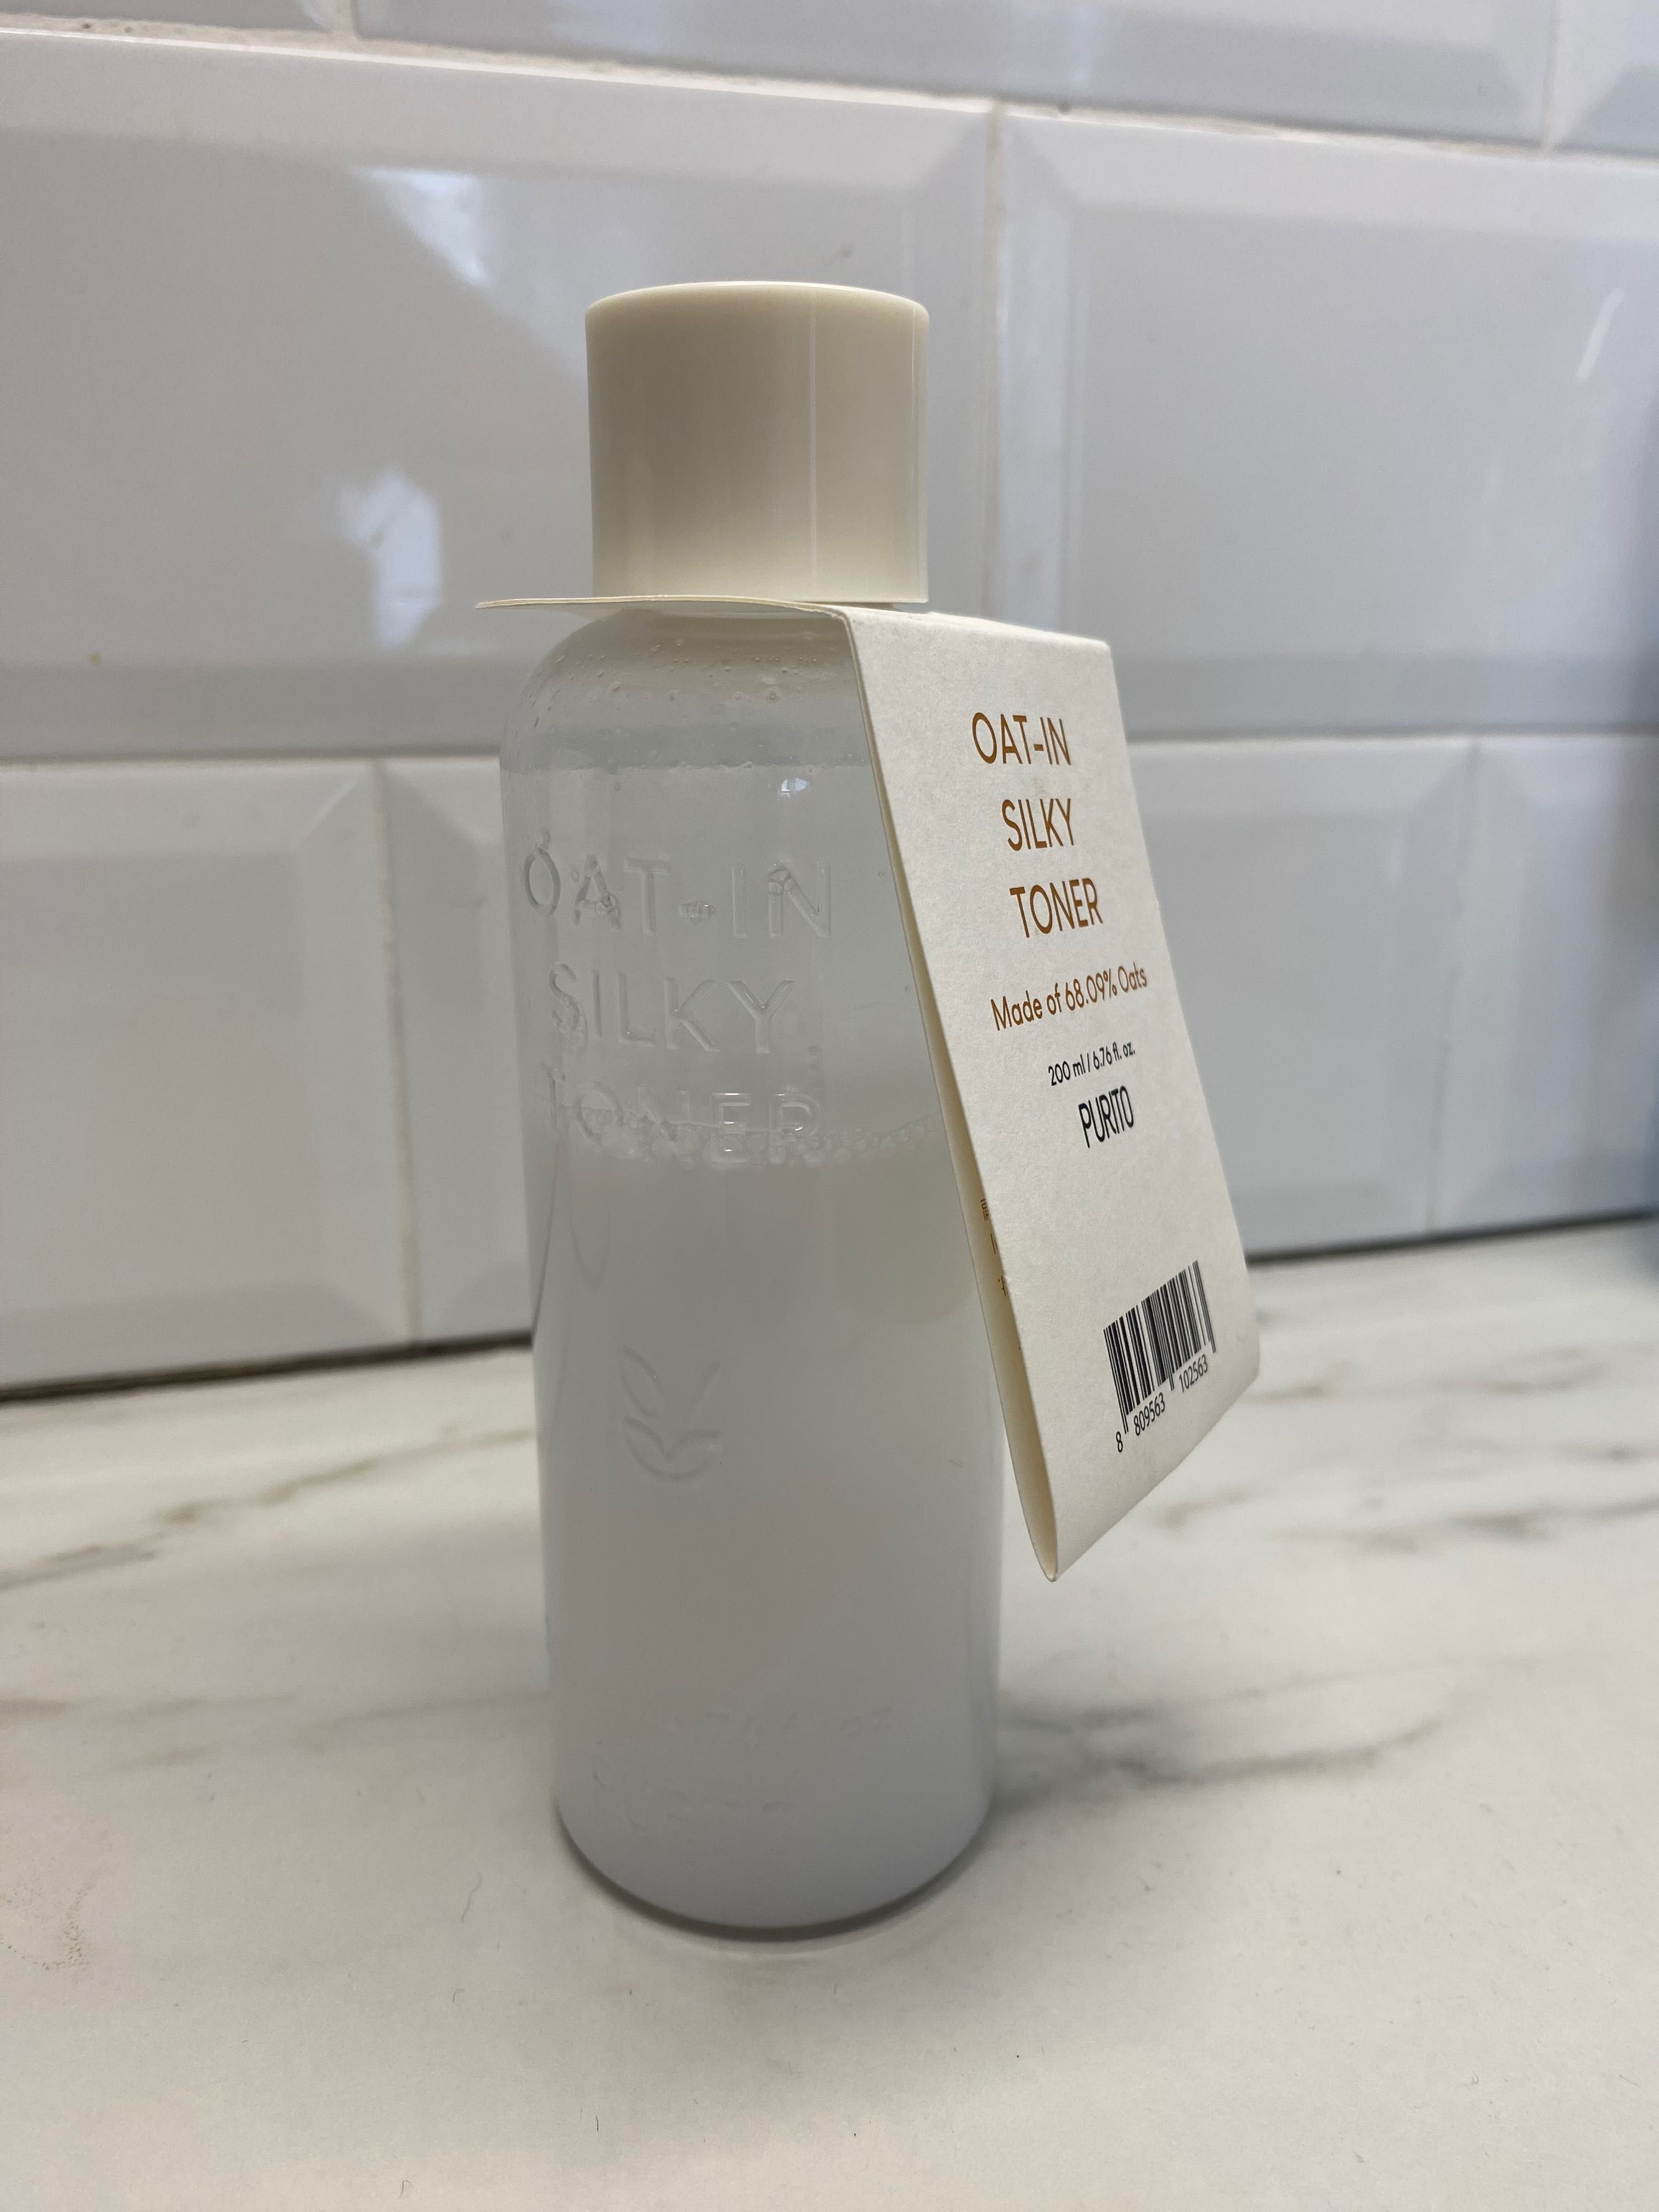 OAT-IN
SILKY
TONER
OAT-IN
SILKY
TONER
Made of 68.09% Oats
200 ml / 6.76 fl. oz.
PURITO
8 809563 102563